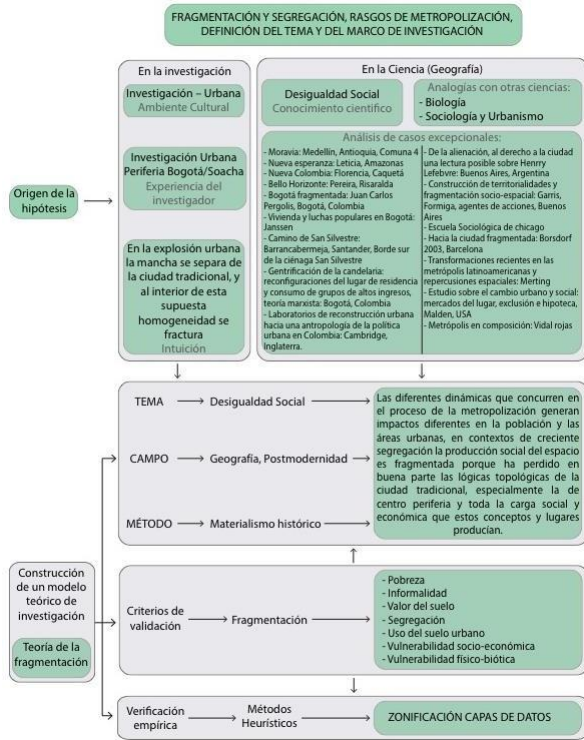 FRAGMENTACIÓN Y SEGREGACIÓN, RASGOS DE METROPOLIZACIÓN,
DEFINICIÓN DEL TEMA Y DEL MARCO DE INVESTIGACIÓN
Origen de la
hipótesis
En la investigación
Investigación – Urbana
Ambiente Cultural
Investigación Urbana
Periferia Bogotá/Soacha
Experiencia del
investigador
En la explosión urbana
la mancha se separa de
la ciudad tradicional, y
al interior de esta
supuesta
homogeneidad se
fractura
Intuición
En la Ciencia (Geografía)
Desigualdad Social
Conocimiento cientifico
Analogías con otras ciencias:
- Biología
- Sociología y Urbanismo
Análisis de casos excepcionales:
- Moravia: Medellín, Antioquia, Comuna 4
- Nueva esperanza: Leticia, Amazonas
- Nueva Colombia: Florencia, Caquetá
- Bello Horizonte: Pereira, Risaralda
- Bogotá fragmentada: Juan Carlos
Pergolis, Bogotá, Colombia
- Vivienda y luchas populares en Bogotá:
Janssen
- Camino de San Silvestre:
Barrancabermeja, Santander, Borde sur
de la ciénaga San Silvestre
- Gentrificación de la candelaria:
reconfiguraciones del lugar de residencia
y consumo de grupos de altos ingresos,
teoría marxista: Bogotá, Colombia
- Laboratorios de reconstrucción urbana
hacia una antropología de la política
urbana en Colombia: Cambridge,
Inglaterra.
- De la alienación, al derecho a la ciudad
una lectura posible sobre Henrry
Lefebvre: Buenos Aires, Argentina
- Construcción de territorialidades y
fragmentación socio-espacial: Garris,
Formiga, agentes de acciones, Buenos
Aires
- Escuela Sociológica de chicago
- Hacia la ciudad fragmentada: Borsdorf
2003, Barcelona
- Transformaciones recientes en las
metrópolis latinoamericanas y
repercusiones espaciales: Merting
- Estudio sobre el cambio urbano y social:
mercados del lugar, exclusión e hipoteca,
Malden, USA
- Metrópolis en composición: Vidal rojas
Construcción
de un modelo
teórico de
investigación
Teoría de la
fragmentación
TEMA
Desigualdad Social
CAMPO
Geografía, Postmodernidad
MÉTODO
Materialismo histórico
Las diferentes dinámicas que concurren en
el proceso de la metropolización generan
impactos diferentes en la población y las
áreas urbanas, en contextos de creciente
segregación la producción social del espacio
es fragmentada porque ha perdido en
buena parte las lógicas topológicas de la
ciudad tradicional, especialmente la de
centro periferia y toda la carga social y
económica que estos conceptos y lugares
producían.
Criterios de
validación
Fragmentación
- Pobreza
- Informalidad
- Valor del suelo
- Segregación
- Uso del suelo urbano
- Vulnerabilidad socio-económica
- Vulnerabilidad físico-biótica
Verificación
empírica
Métodos
Heurísticos
ZONIFICACIÓN CAPAS DE DATOS